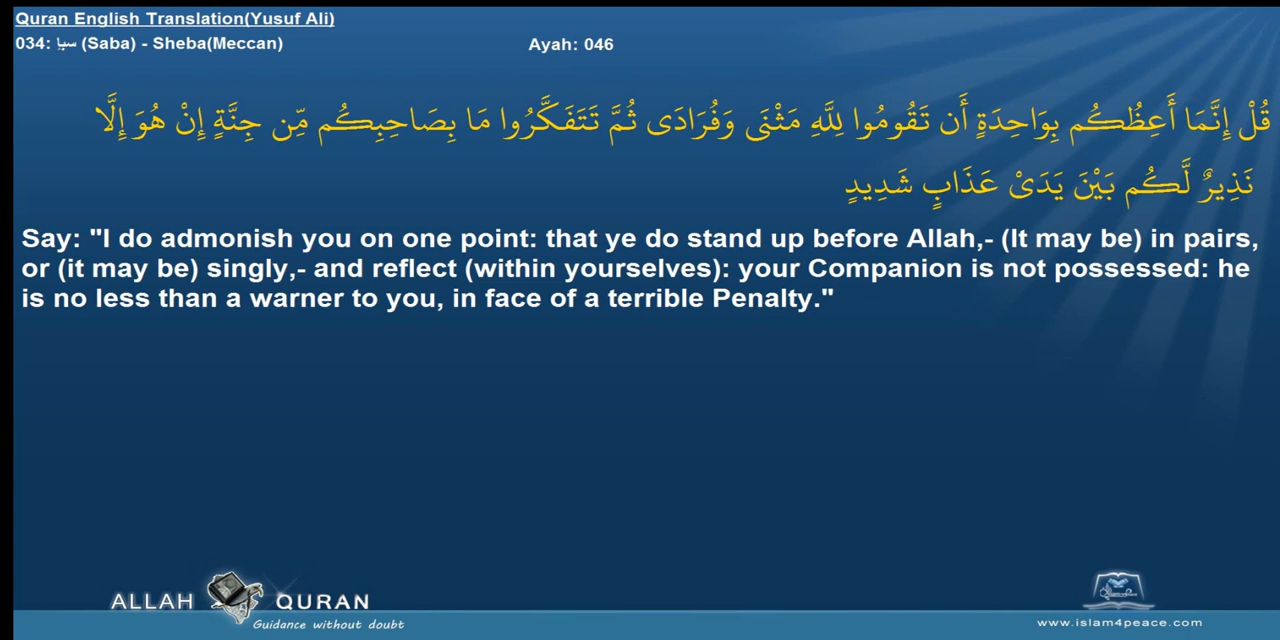 Quran English Translation(Yusuf Ali)
034: سبإ (Saba) - Sheba(Meccan) Ayah: 046
قُلْ إِنَّمَا أَعِظُكُم بِوَاحِدَةٍ أَن تَقُومُوا لِلَّهِ مَثْنَى وَفُرَادَى ثُمَّ تَتَفَكَّرُوا مَا بِصَاحِبِكُم مِّن جِنَّةٍ إِنْ هُوَ إِلَّا
نَذِيرٌ لَّكُم بَيْنَ يَدَىْ عَذَابٍ شَدِيدٍ
Say: "I do admonish you on one point: that ye do stand up before Allah,- (It may be) in pairs,
or (it may be) singly,- and reflect (within yourselves): your Companion is not possessed: he
is no less than a warner to you, in face of a terrible Penalty."
ALLAH QURAN
Guidance without doubt
www.islam4peace.com